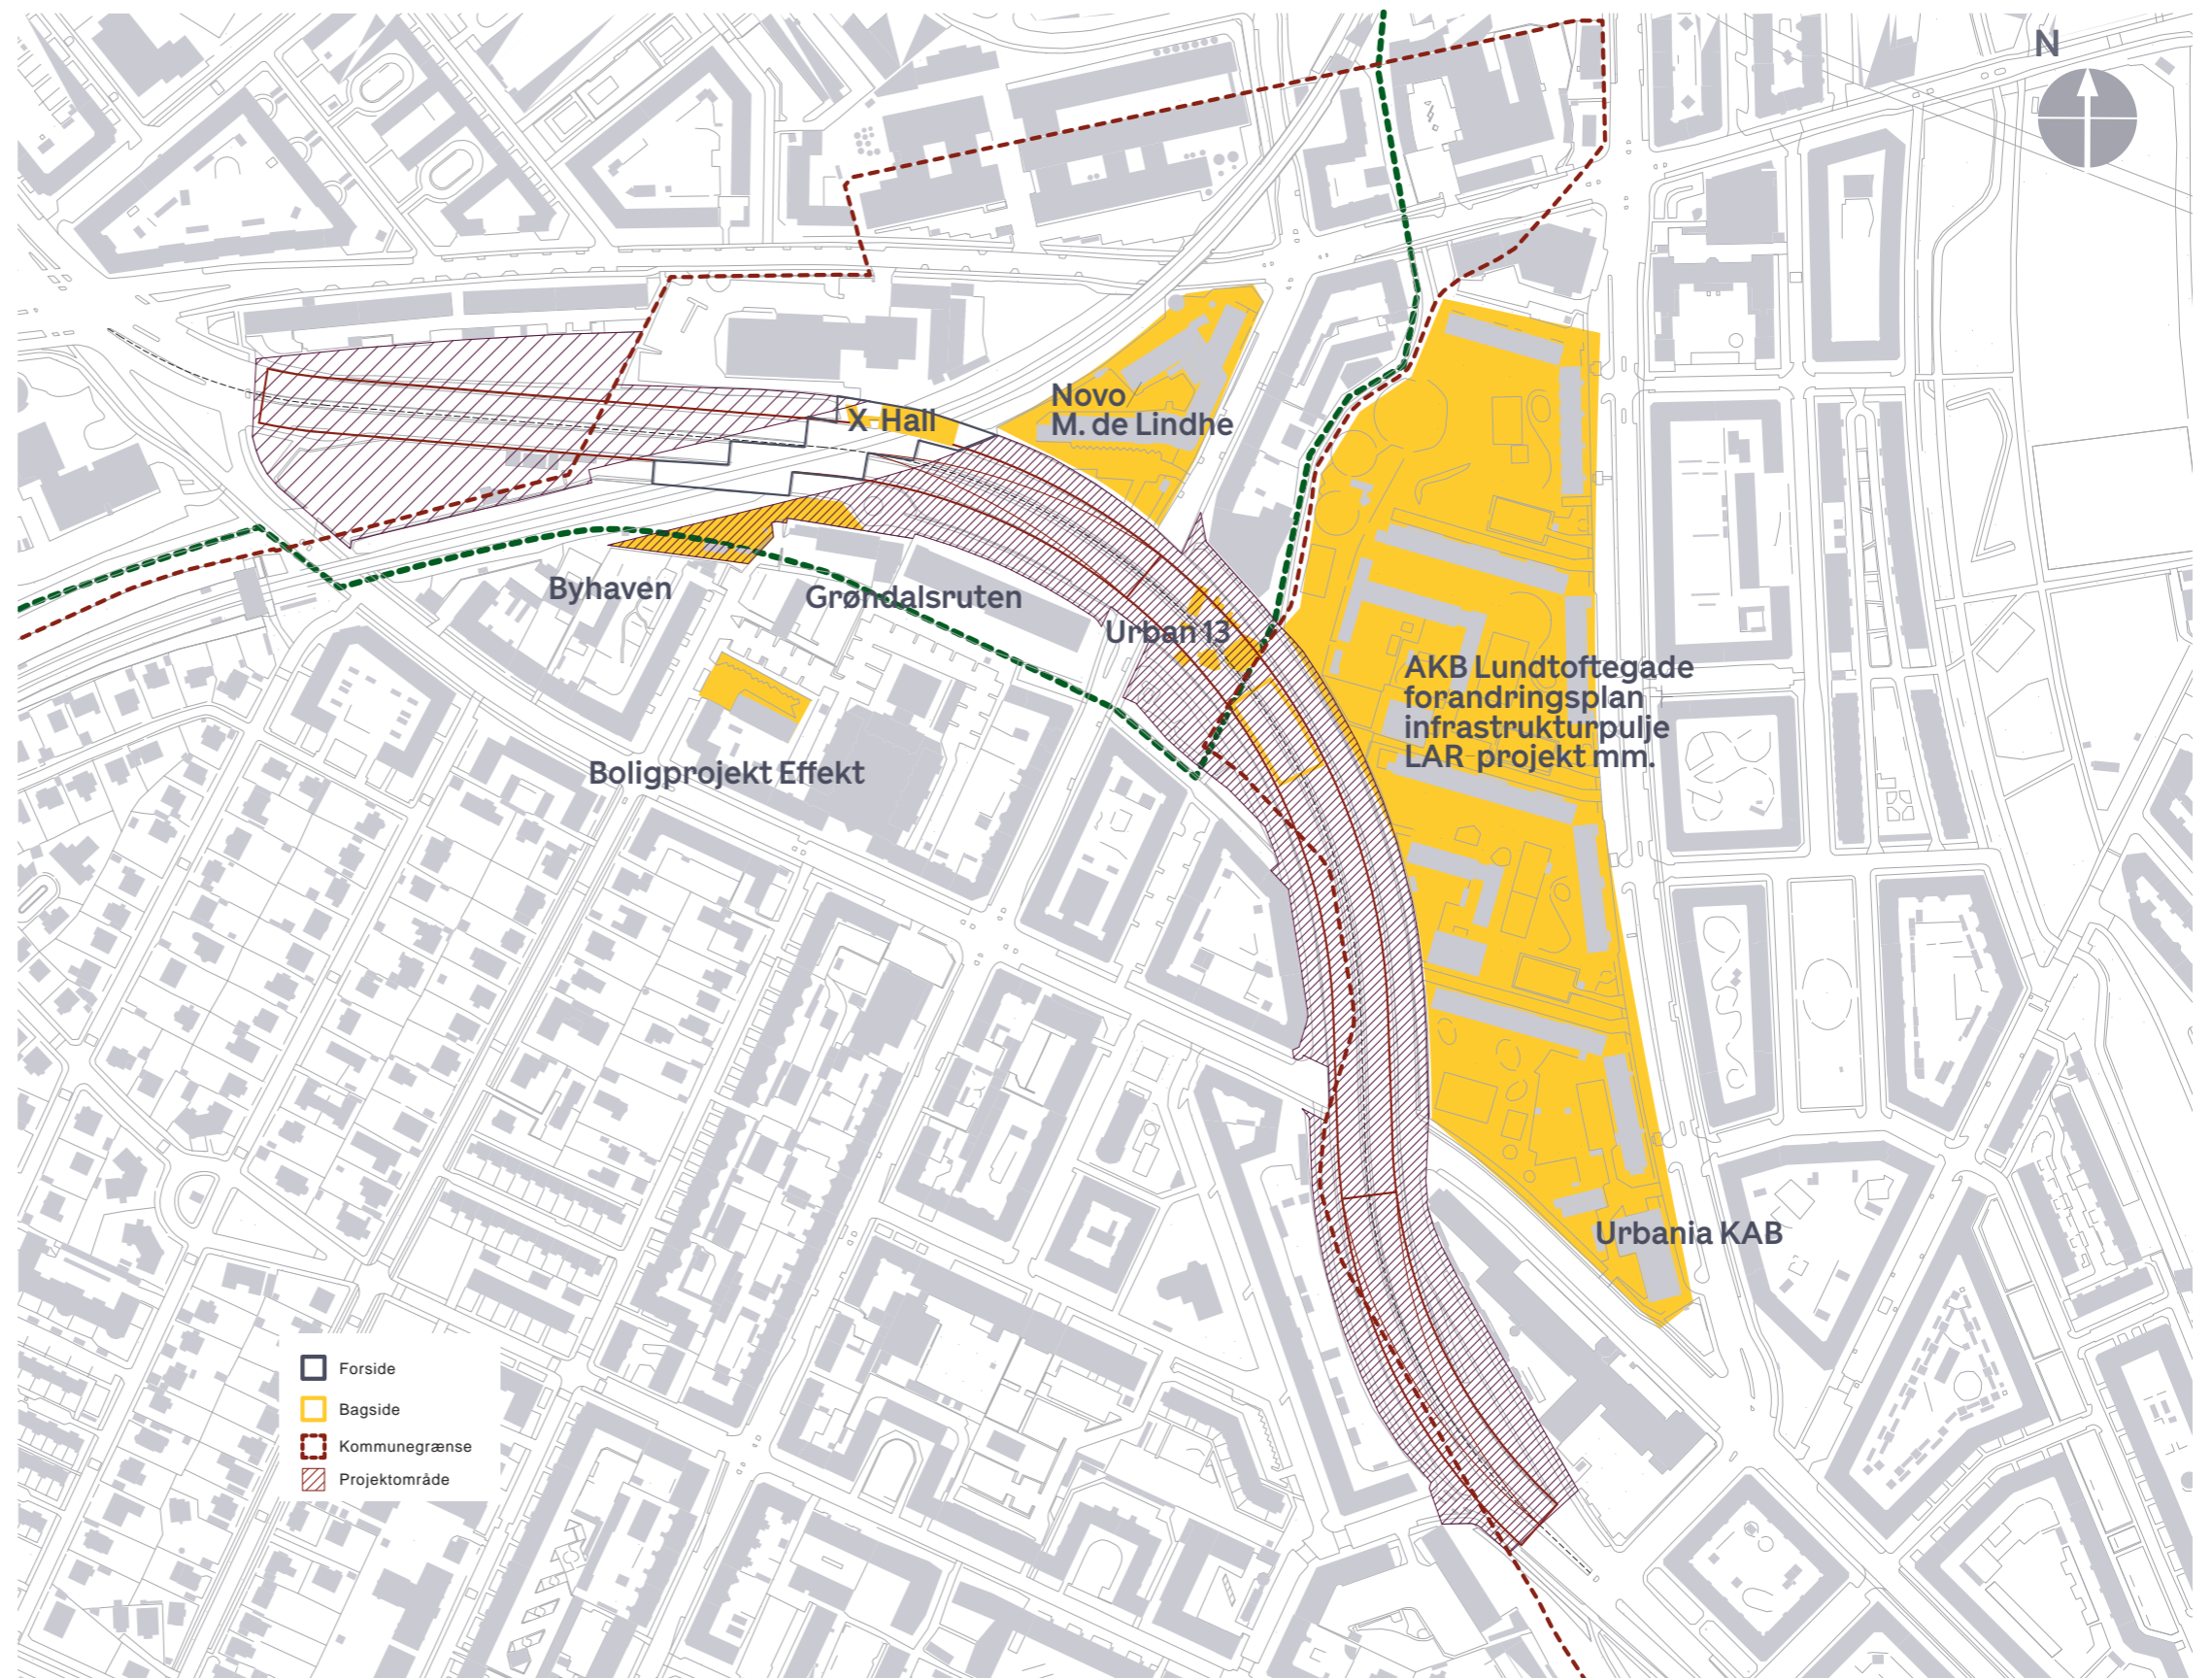 N
Novo
M. de Lindhe
X-Hall
Byhaven
Grøndalsruten
Urban 13
AKB Lundtoftegade
forandringsplan
infrastrukturpulje
LAR projekt mm.
Boligprojekt Effekt
Urbania KAB
Forside
Bagside
Kommunegrænse
Projektområde